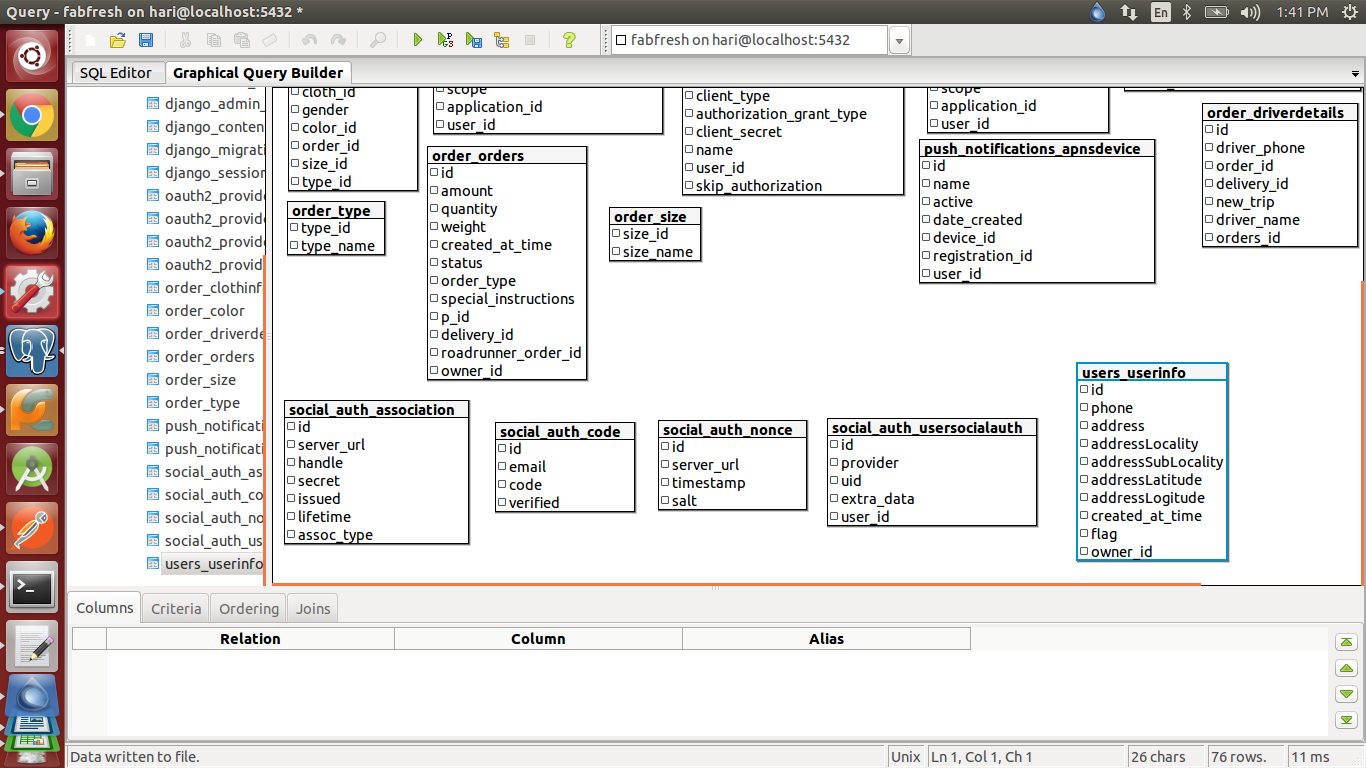 Query - fabfresh on hari@localhost:5432 *
En
1:41 PM
fabfresh on hari@localhost:5432
SQL Editor
Graphical Query Builder
django_admin_
django_conten
django_migrati
django_session
oauth2_provide
oauth2_provide
oauth2_provide
oauth2_provide
order_clothinf
order_color
order_driverde
order_orders
order_size
order_type
push_notificati
push_notificati
social_auth_as
social_auth_co
social_auth_no
social_auth_us
users_userinfo
cloth_id
gender
color_id
order_id
size_id
type_id
scope
application_id
user_id
client_type
authorization_grant_type
client_secret
name
user_id
skip_authorization
scope
application_id
user_id
order_driverdetails
id
driver_phone
order_id
delivery_id
new_trip
driver_name
orders_id
order_orders
id
amount
quantity
weight
created_at_time
status
order_type
special_instructions
p_id
delivery_id
roadrunner_order_id
owner_id
push_notifications_apnsdevice
id
name
active
date_created
device_id
registration_id
user_id
order_type
type_id
type_name
order_size
size_id
size_name
users_userinfo
id
phone
address
addressLocality
addressSubLocality
addressLatitude
addressLogitude
created_at_time
flag
owner_id
social_auth_association
id
server_url
handle
secret
issued
lifetime
assoc_type
social_auth_code
id
email
code
verified
social_auth_nonce
id
server_url
timestamp
salt
social_auth_usersocialauth
id
provider
uid
extra_data
user_id
Columns
Criteria
Ordering
Joins
Relation
Column
Alias
Data written to file.
Unix
Ln 1, Col 1, Ch 1
26 chars
76 rows.
11 ms